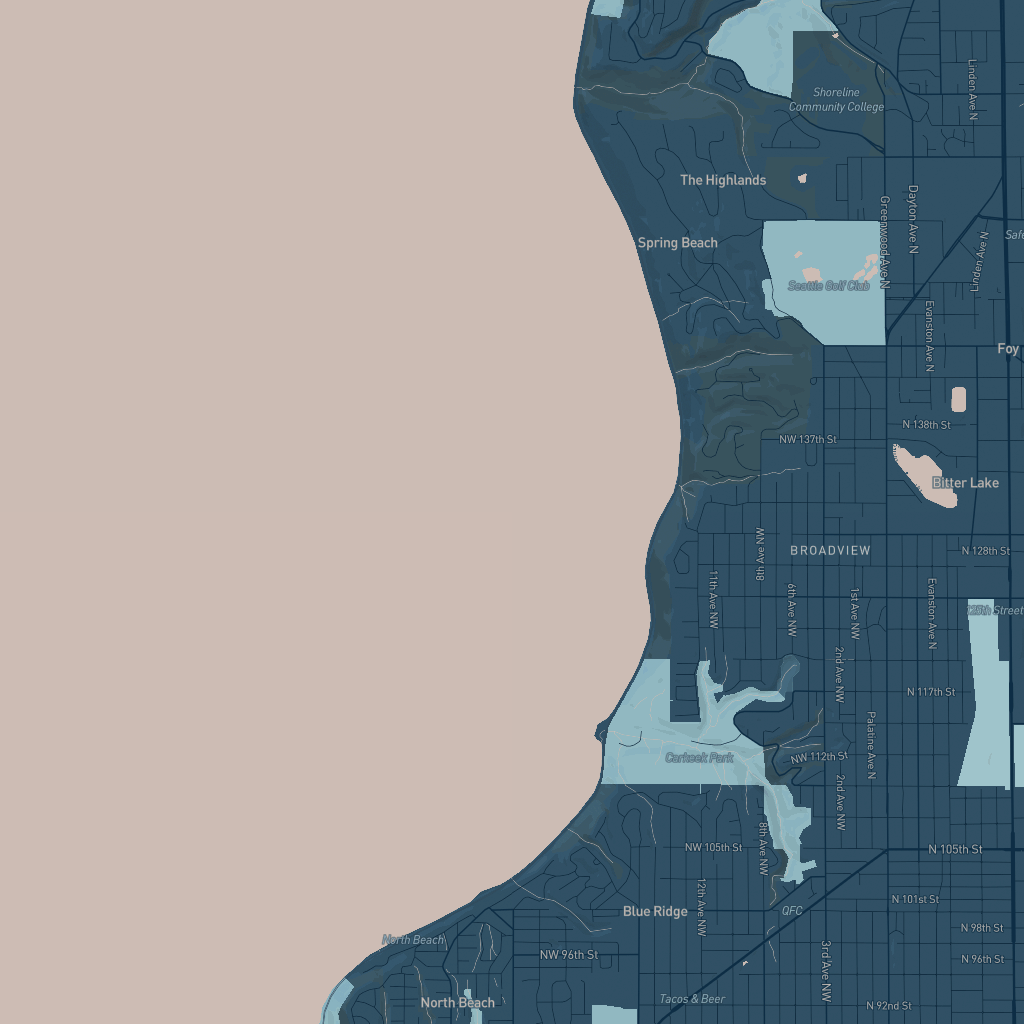 Linden Ave N
Shoreline
Community College
The Highlands
Dayton Ave N
Greenwood Ave N
Safe
Spring Beach
Linden Ave N
Seattle Golf Club
Evanston Ave N
Foy
N 138th St
NW 137th St
Bitter Lake
8th Ave NW
BROADVIEW
N 128th St
11th Ave NW
6th Ave NW
1st Ave NW
Evanston Ave N
125th Street
2nd Ave NW
N 117th St
Palatine Ave N
Carkeek Park
NW 112th St
2nd Ave NW
8th Ave NW
NW 105th St
N 105th St
12th Ave NW
N 101st St
Blue Ridge
QFC
N 98th St
North Beach
3rd Ave NW
NW 96th St
N 96th St
North Beach
Tacos & Beer
N 92nd St